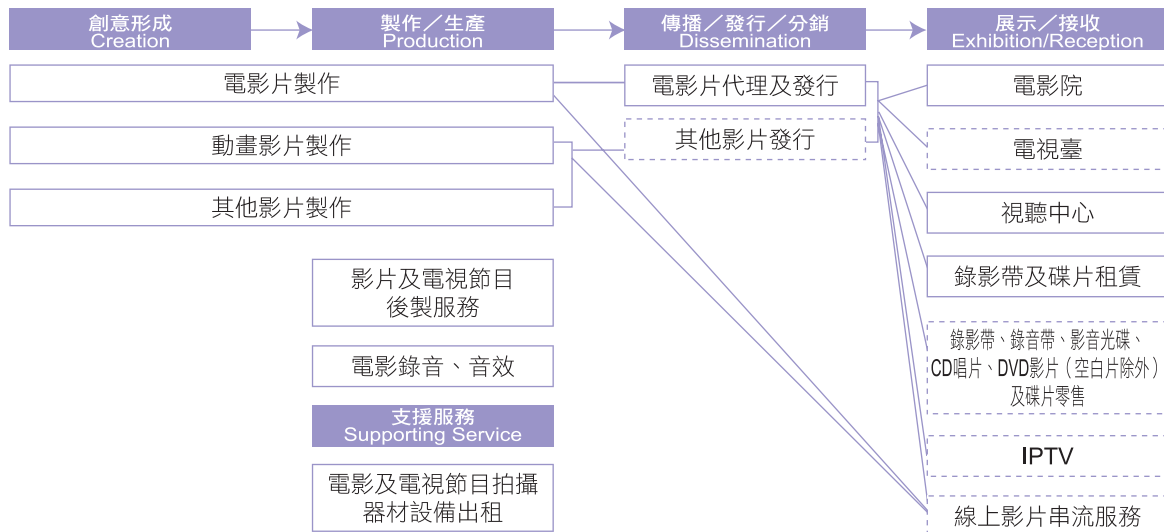 創意形成
Creation
製作／生產
Production
傳播／發行／分銷
Dissemination
展示／接收
Exhibition/Reception
電影片製作
電影片代理及發行
電影院
動畫影片製作
其他影片發行
電視臺
其他影片製作
視聽中心
影片及電視節目
後製服務
錄影帶及碟片租賃
電影錄音、音效
錄影帶、錄音帶、影音光碟、
CD唱片、DVD影片（空白片除外）
及碟片零售
支援服務
Supporting Service
IPTV
電影及電視節目拍攝
器材設備出租
線上影片串流服務